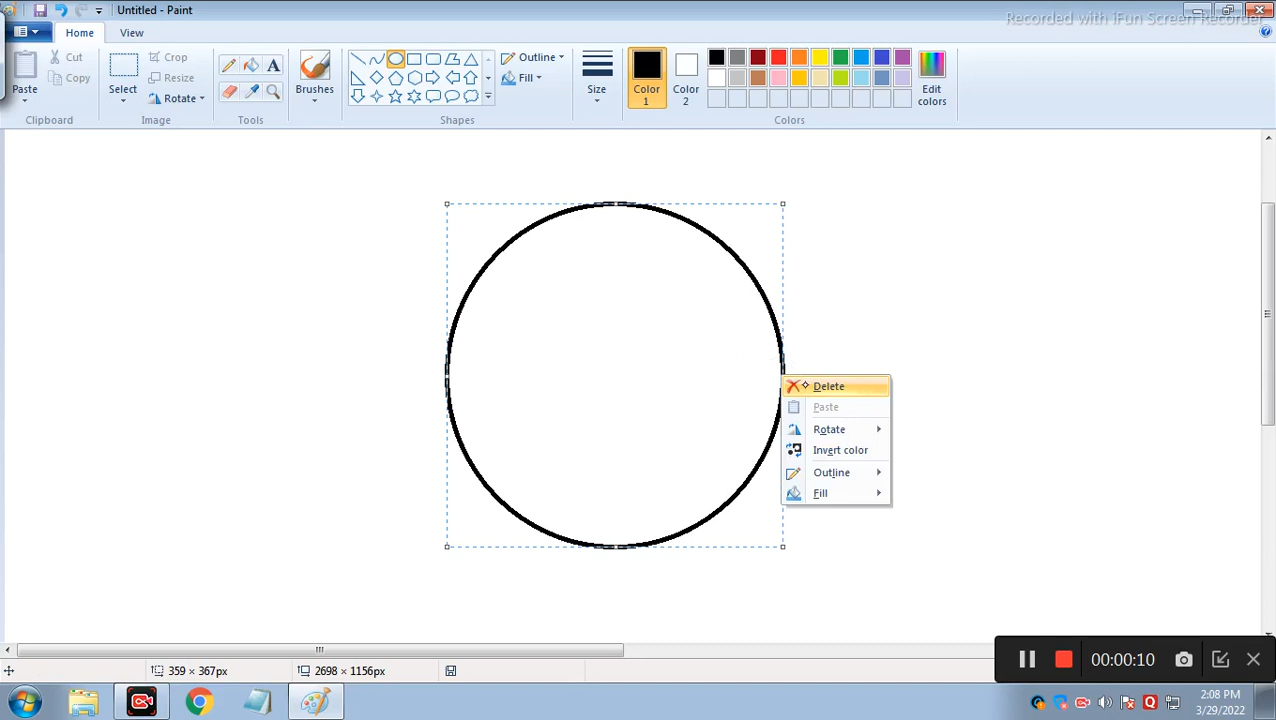 Untitled - Paint
Recorded with iFun Screen Recorder
Home
View
Paste
Cut
Copy
Clipboard
Select
Crop
Resize
Rotate
Image
A
Tools
Brushes
Outline
Fill
Shapes
Size
Color
1
Color
2
Edit
colors
Colors
Delete
Paste
Rotate
Invert color
Outline
Fill
00:00:10
359 × 367px
2698 × 1156px
2:08 PM
3/29/2022